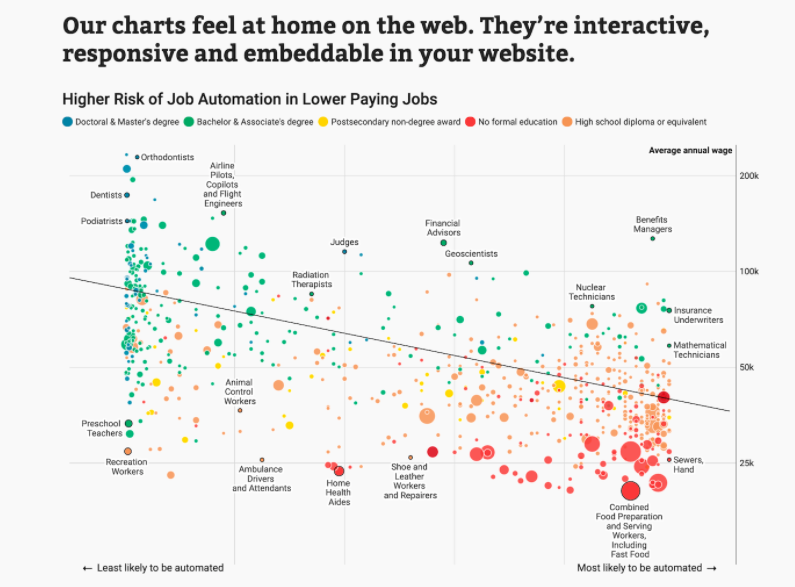 Our charts feel at home on the web. They’re interactive,
responsive and embeddable in your website.
Higher Risk of Job Automation in Lower Paying Jobs
Doctoral & Master's degree
Bachelor & Associate's degree
Postsecondary non-degree award
No formal education
High school diploma or equivalent
Average annual wage
Orthodontists
Airline
Pilots,
Copilots
and Flight
Engineers
200k
Dentists
Podiatrists
Financial
Advisors
Benefits
Managers
Judges
Geoscientists
100k
Radiation
Therapists
Nuclear
Technicians
Insurance
Underwriters
Mathematical
Technicians
50k
Animal
Control
Workers
Preschool
Teachers
Recreation
Workers
Ambulance
Drivers
and Attendants
Home
Health
Aides
Shoe and
Leather
Workers
and Repairers
Sewers,
Hand
25k
Combined
Food Preparation
and Serving
Workers,
Including
Fast Food
← Least likely to be automated
Most likely to be automated →